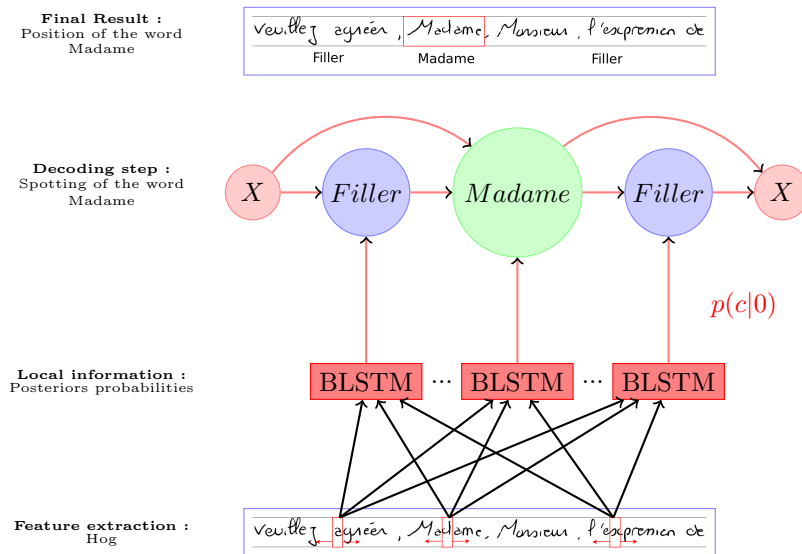 Final Result :
Position of the word
Madame
veuillez agréer, Madame, Monsieur, l'expression de
Filler Madame Filler
Decoding step :
Spotting of the word
Madame
X Filler Madame Filler X
p(c|0)
Local information :
Posteriors probabilities
BLSTM ... BLSTM ... BLSTM
Feature extraction :
Hog
veuillez agréer, Madame, Monsieur, l'expression de